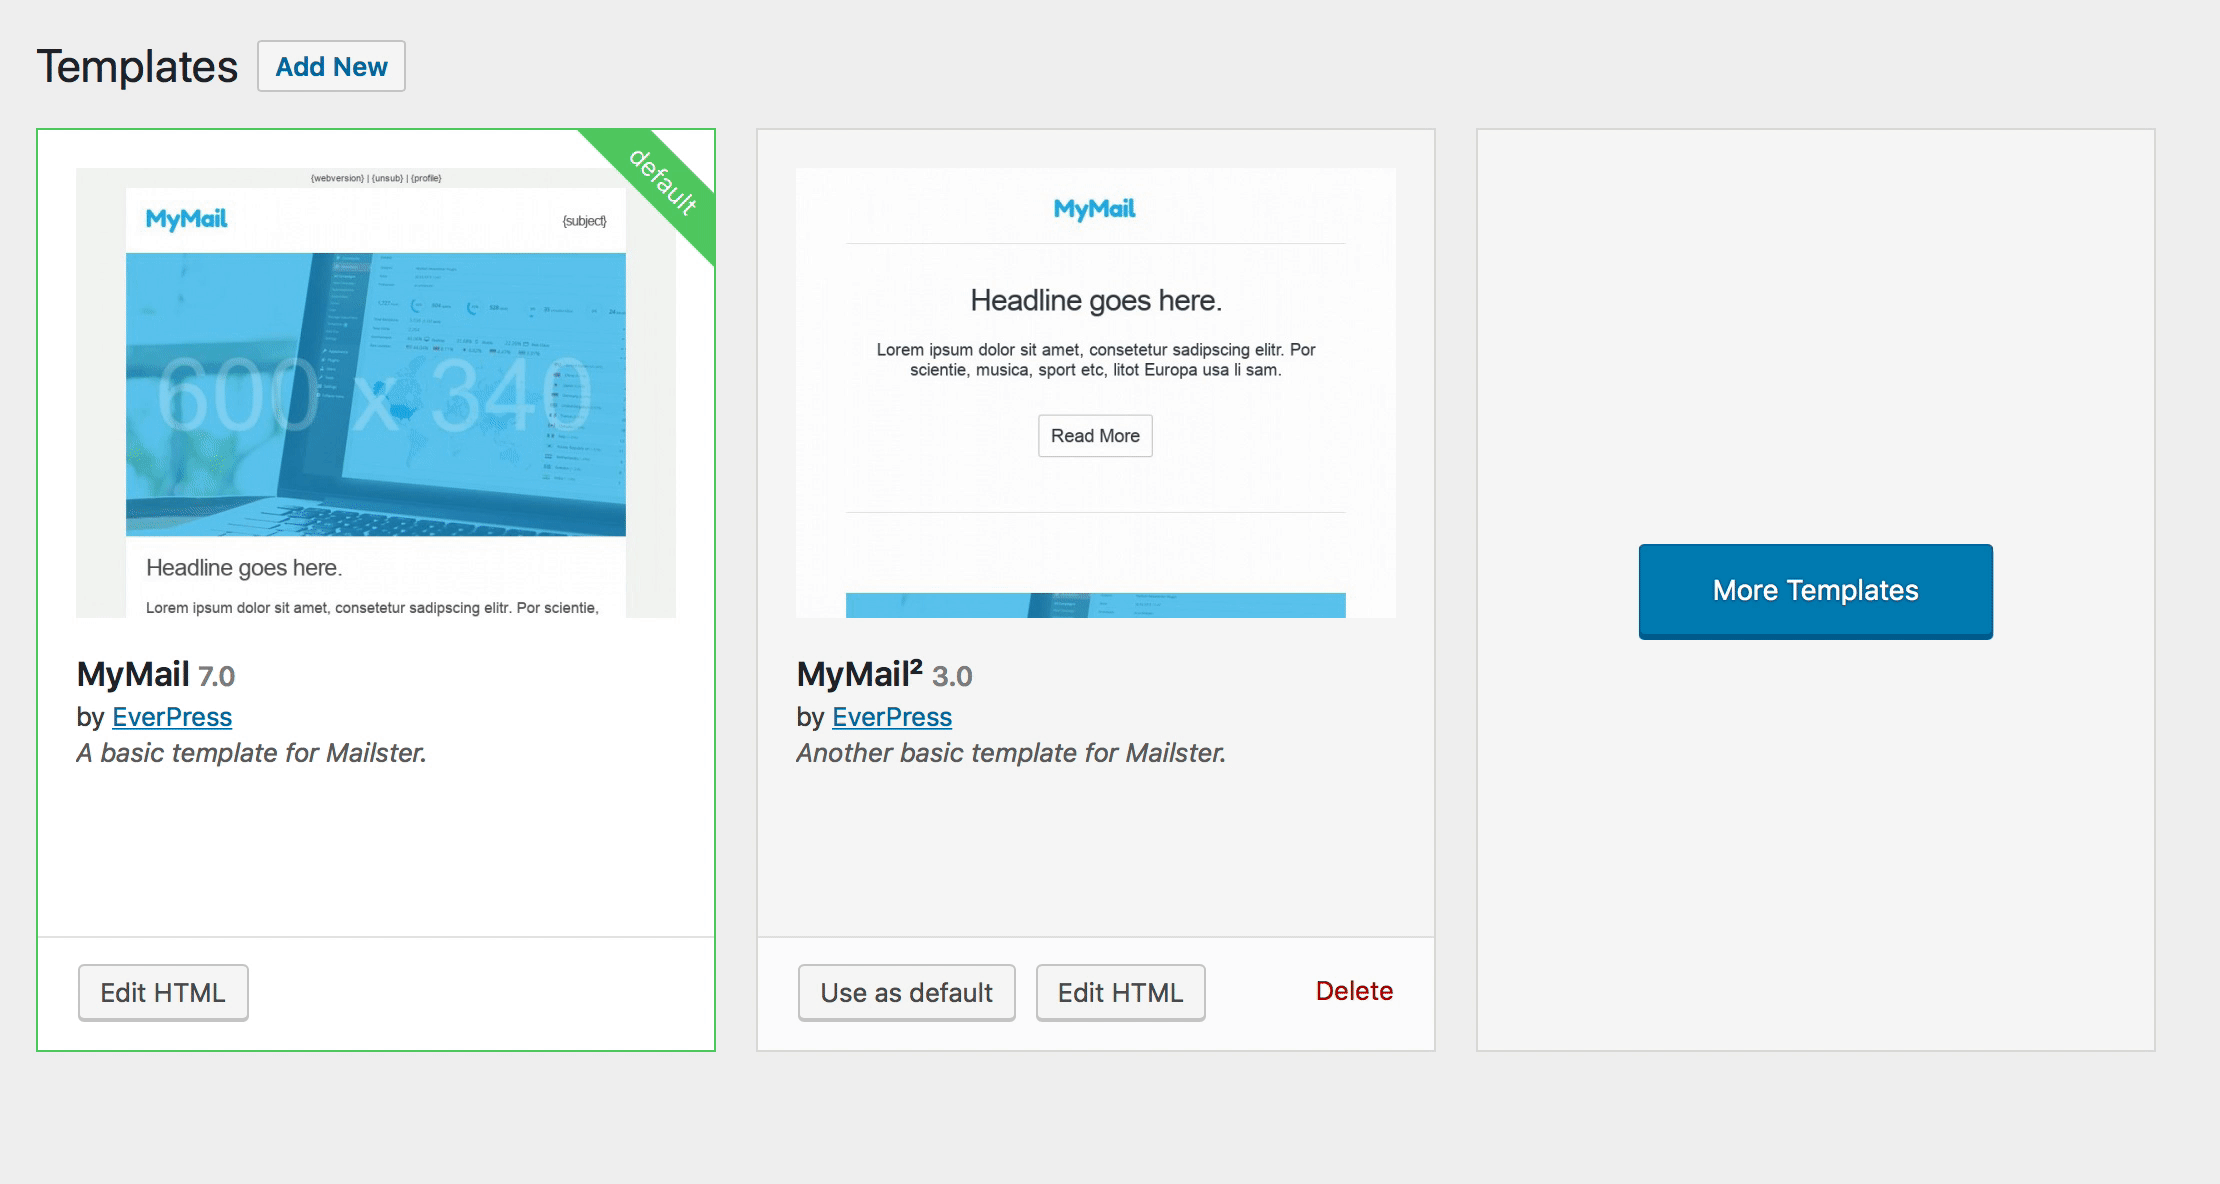 Templates
Add New
default
{webversion} | {unsub} | {profile}
MyMail
{subject}
600 x 340
Headline goes here.
Lorem ipsum dolor sit amet, consetetur sadipscing elitr. Por scientie,
MyMail 7.0
by EverPress
A basic template for Mailster.
Edit HTML
MyMail
Headline goes here.
Lorem ipsum dolor sit amet, consetetur sadipscing elitr. Por
scientie, musica, sport etc, litot Europa usa li sam.
Read More
MyMail² 3.0
by EverPress
Another basic template for Mailster.
Use as default
Edit HTML
Delete
More Templates